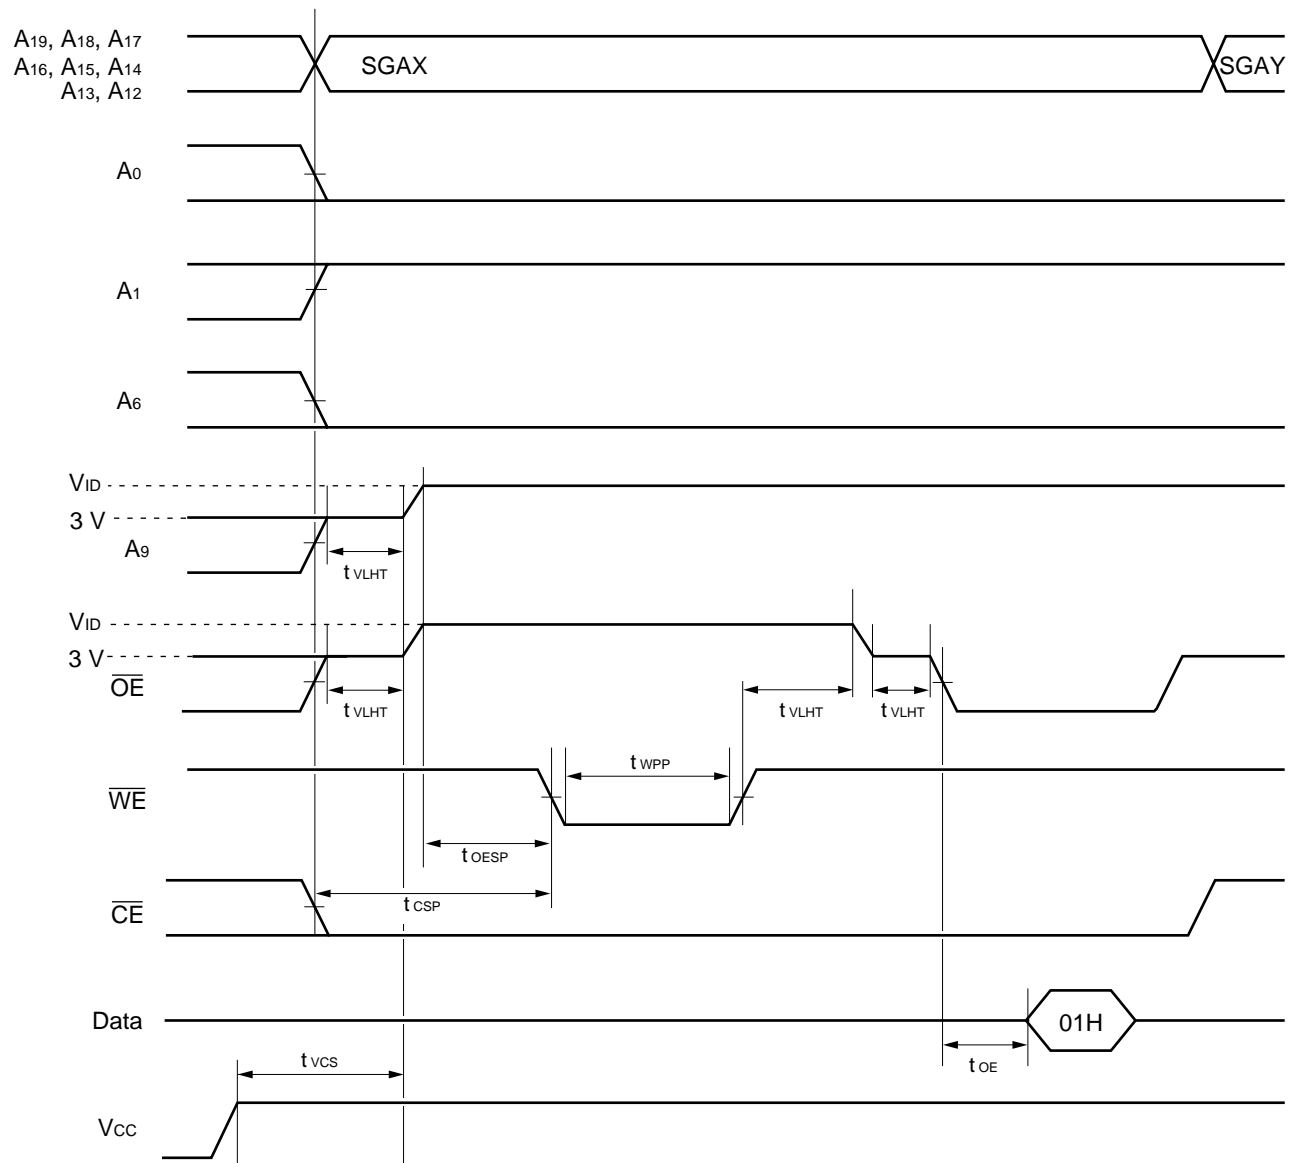 A19, A18, A17
A16, A15, A14
A13, A12
SGAX
SGAY
A0
A1
A6
VID
3 V
A9
tVLHT
VID
3 V
OE
tVLHT
tVLHT
tVLHT
WE
tWPP
tOESP
tCSP
CE
Data
01H
tOE
tVCS
VCC